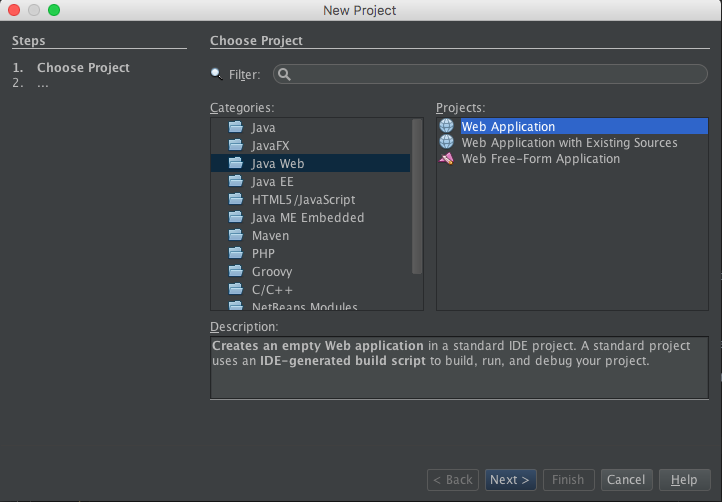 New Project
Steps
1. Choose Project
2. ...
Choose Project
Filter:
Categories:
Java
JavaFX
Java Web
Java EE
HTML5/JavaScript
Java ME Embedded
Maven
PHP
Groovy
C/C++
NetBeans Modules
Projects:
Web Application
Web Application with Existing Sources
Web Free-Form Application
Description:
Creates an empty Web application in a standard IDE project. A standard project
uses an IDE-generated build script to build, run, and debug your project.
< Back
Next >
Finish
Cancel
Help